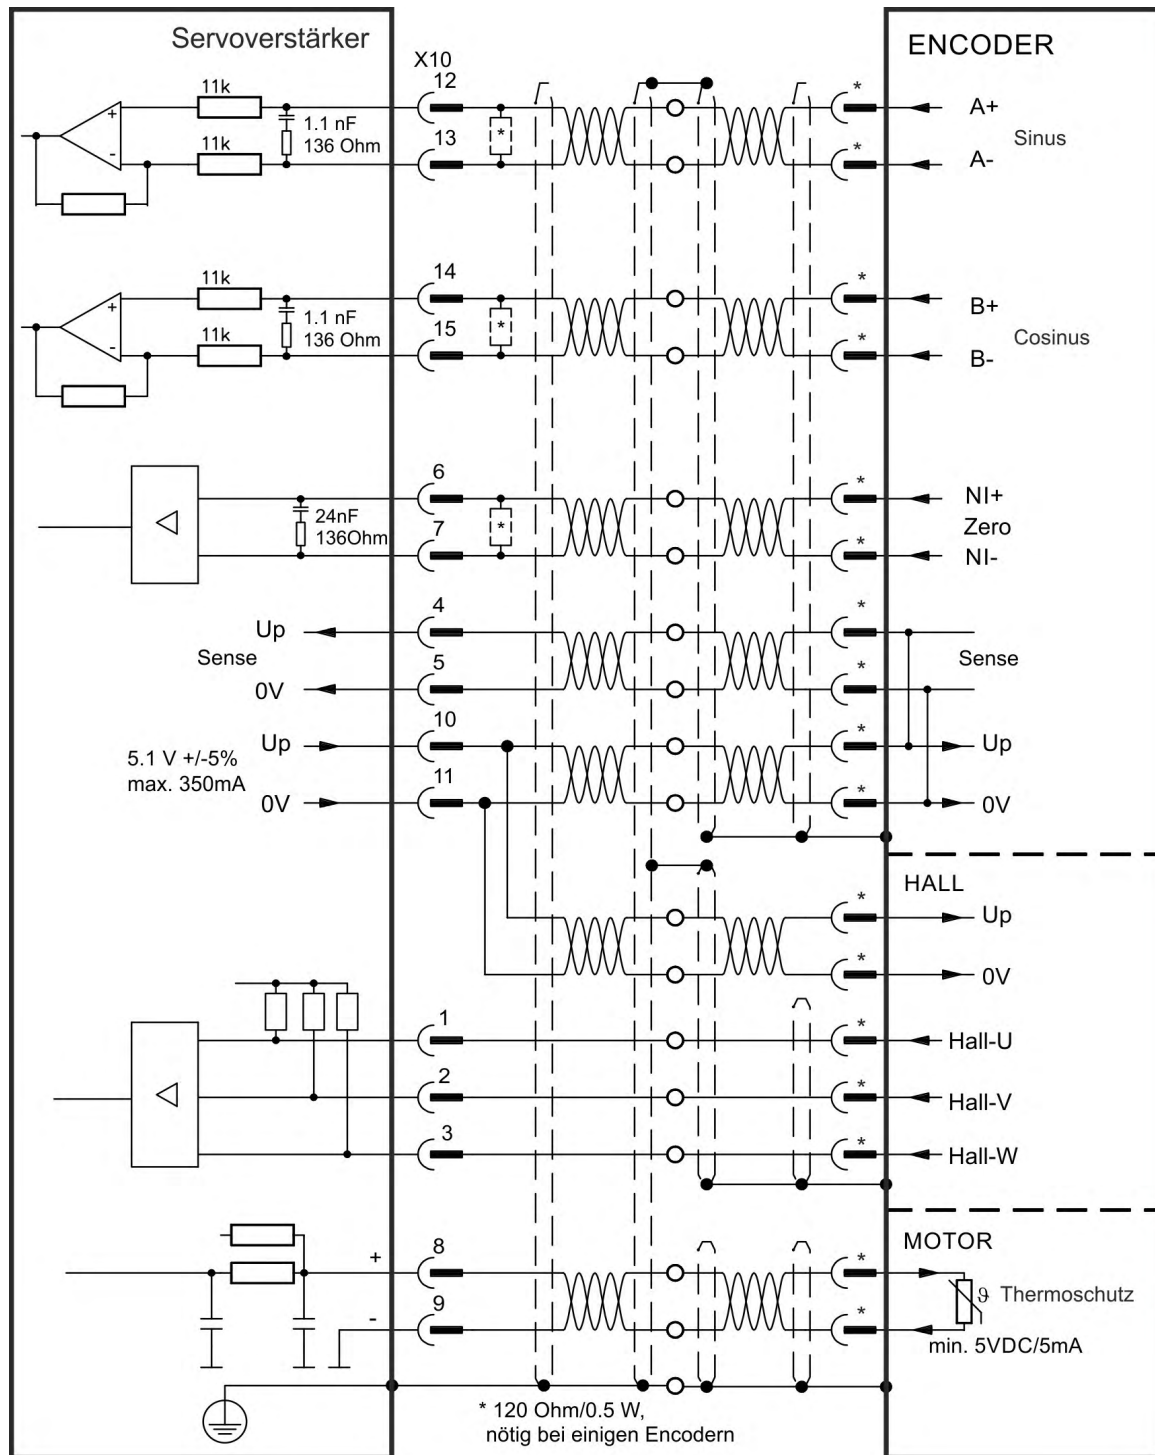 Servoverstärker
ENCODER
X10
11k
12
*
A+
1.1 nF
136 Ohm
*
Sinus
11k
13
*
A-
+
-
11k
14
*
B+
1.1 nF
136 Ohm
*
Cosinus
11k
15
*
B-
+
-
6
*
NI+
24nF
136Ohm
*
Zero
7
*
NI-
Up
4
*
Sense
Sense
0V
5
*
Up
10
*
Up
5.1 V +/-5%
max. 350mA
0V
11
*
0V
HALL
*
Up
*
0V
1
*
Hall-U
2
*
Hall-V
3
*
Hall-W
MOTOR
+
8
*
ϑ Thermoschutz
-
9
*
min. 5VDC/5mA
* 120 Ohm/0.5 W,
nötig bei einigen Encodern